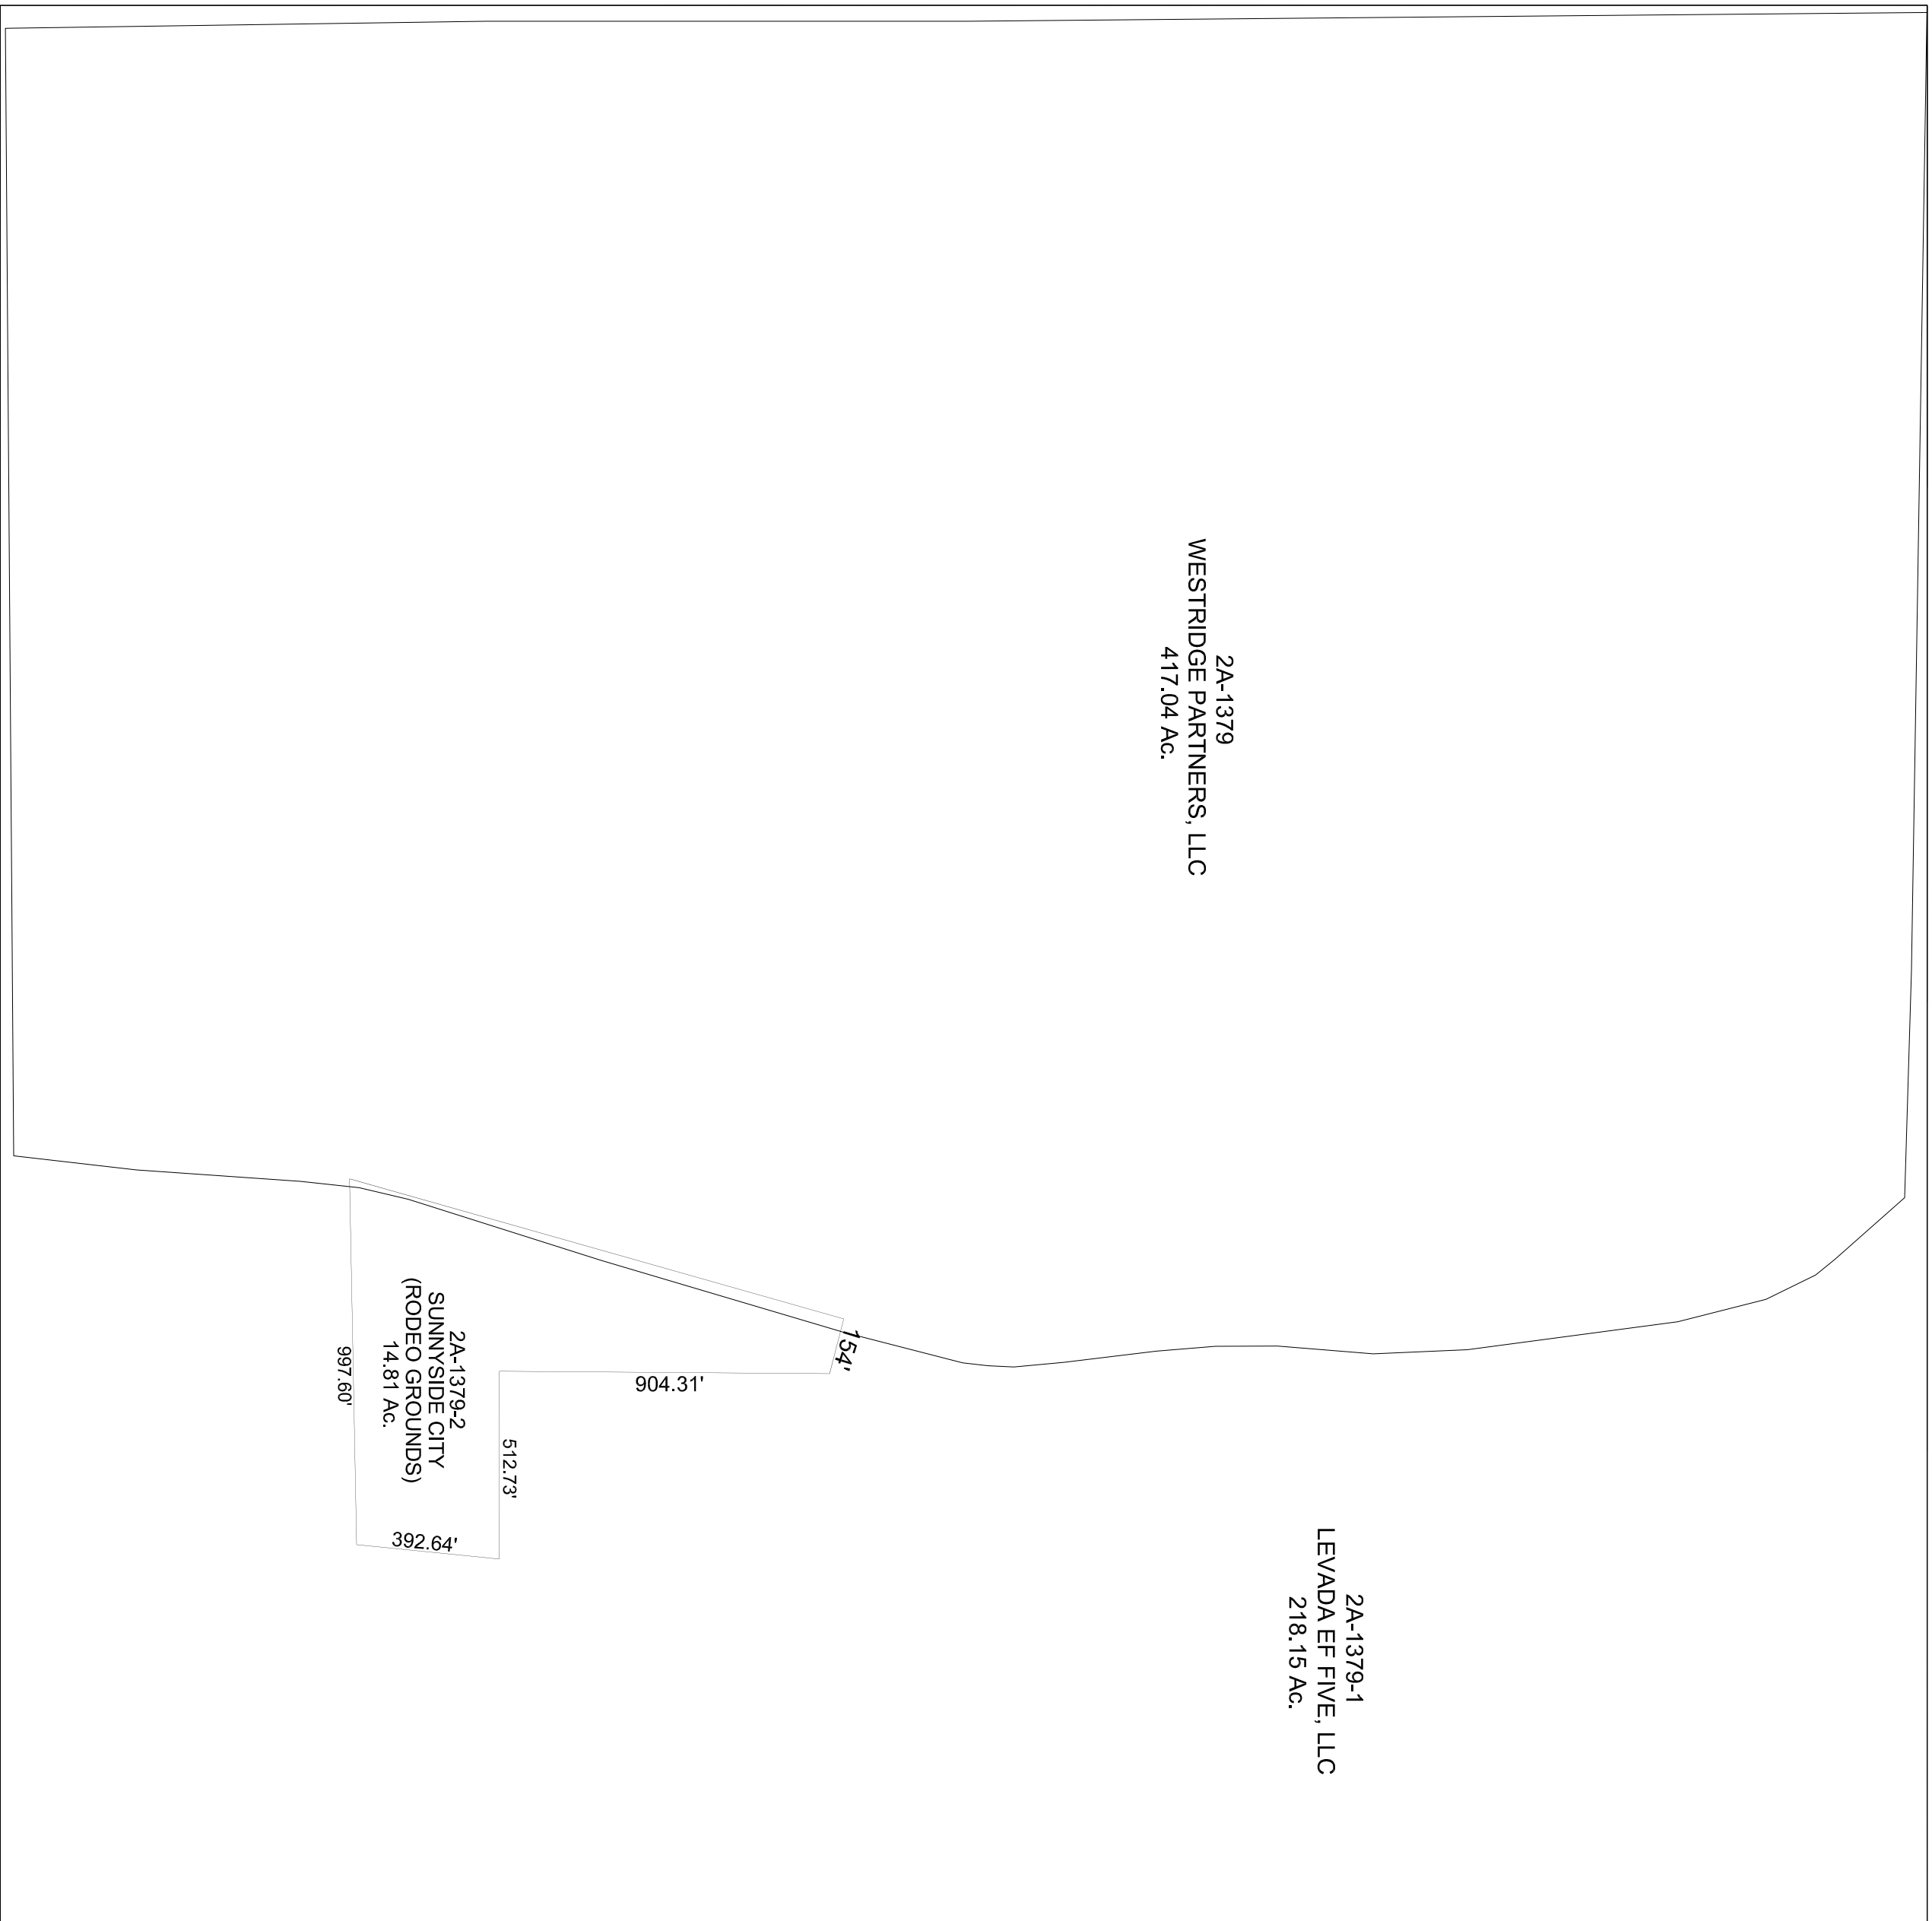 2A-1379
WESTRIDGE PARTNERS, LLC
417.04 Ac.
154'
904.31'
512.73'
2A-1379-2
SUNNYSIDE CITY
(RODEO GROUNDS)
14.81 Ac.
997.60'
392.64'
2A-1379-1
LEVADA EF FIVE, LLC
218.15 Ac.